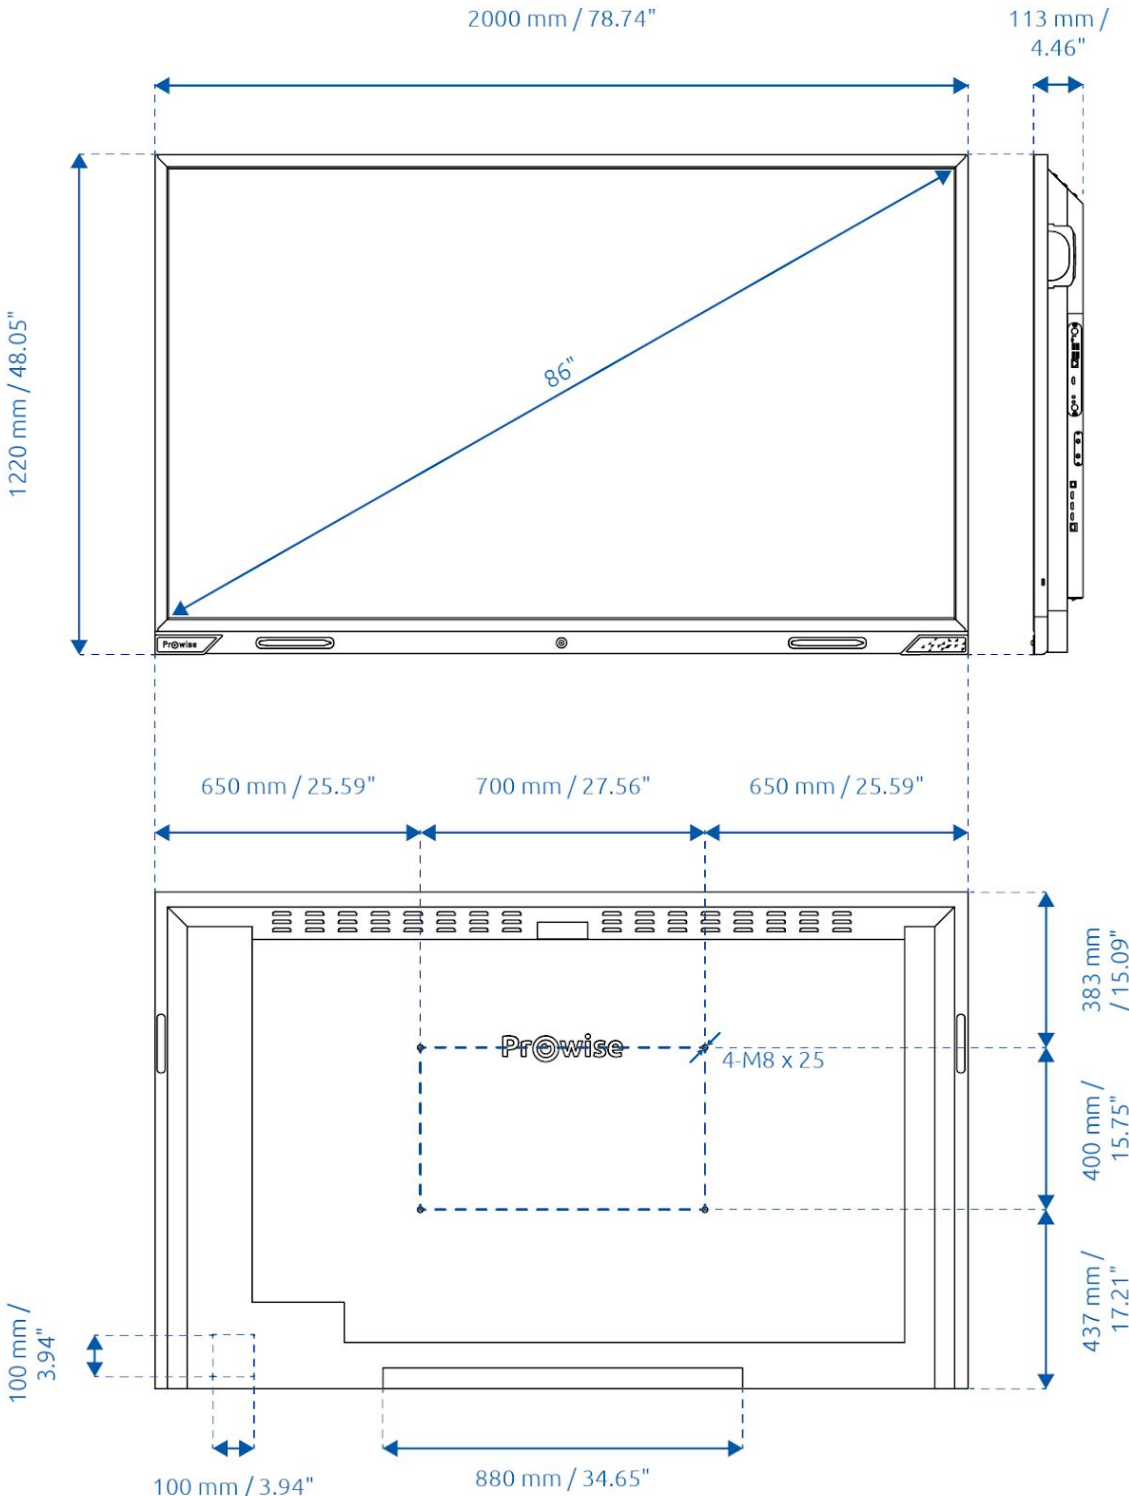 2000 mm / 78.74"
113 mm /
4.46"
1220 mm / 48.05"
86"
Prowise
650 mm / 25.59"
700 mm / 27.56"
650 mm / 25.59"
383 mm
/ 15.09"
Prowise
4-M8 x 25
400 mm /
15.75"
437 mm /
17.21"
100 mm /
3.94"
100 mm / 3.94"
880 mm / 34.65"